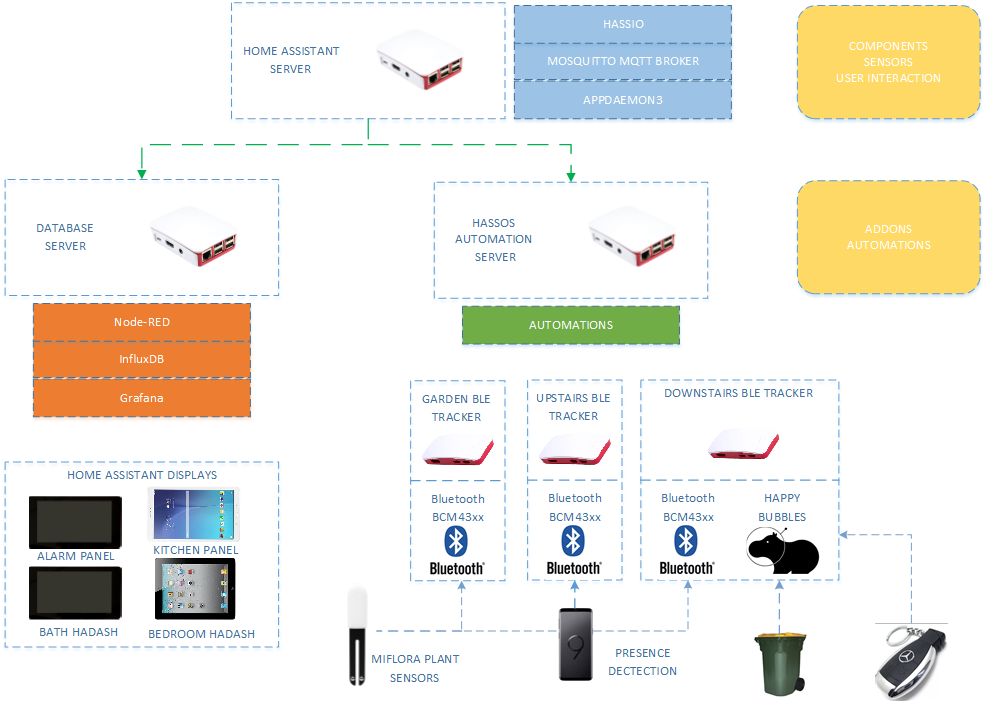 HOME ASSISTANT
SERVER
HASSIO
MOSQUITTO MQTT BROKER
APPDAEMON3
COMPONENTS
SENSORS
USER INTERACTION
DATABASE
SERVER
HASSOS
AUTOMATION
SERVER
ADDONS
AUTOMATIONS
Node-RED
InfluxDB
Grafana
AUTOMATIONS
GARDEN BLE
TRACKER
UPSTAIRS BLE
TRACKER
DOWNSTAIRS BLE TRACKER
Bluetooth
BCM43xx
Bluetooth
Bluetooth
BCM43xx
Bluetooth
Bluetooth
BCM43xx
Bluetooth
HAPPY
BUBBLES
HOME ASSISTANT DISPLAYS
ALARM PANEL
KITCHEN PANEL
BATH HADASH
BEDROOM HADASH
MIFLORA PLANT
SENSORS
9
PRESENCE
DECTECTION